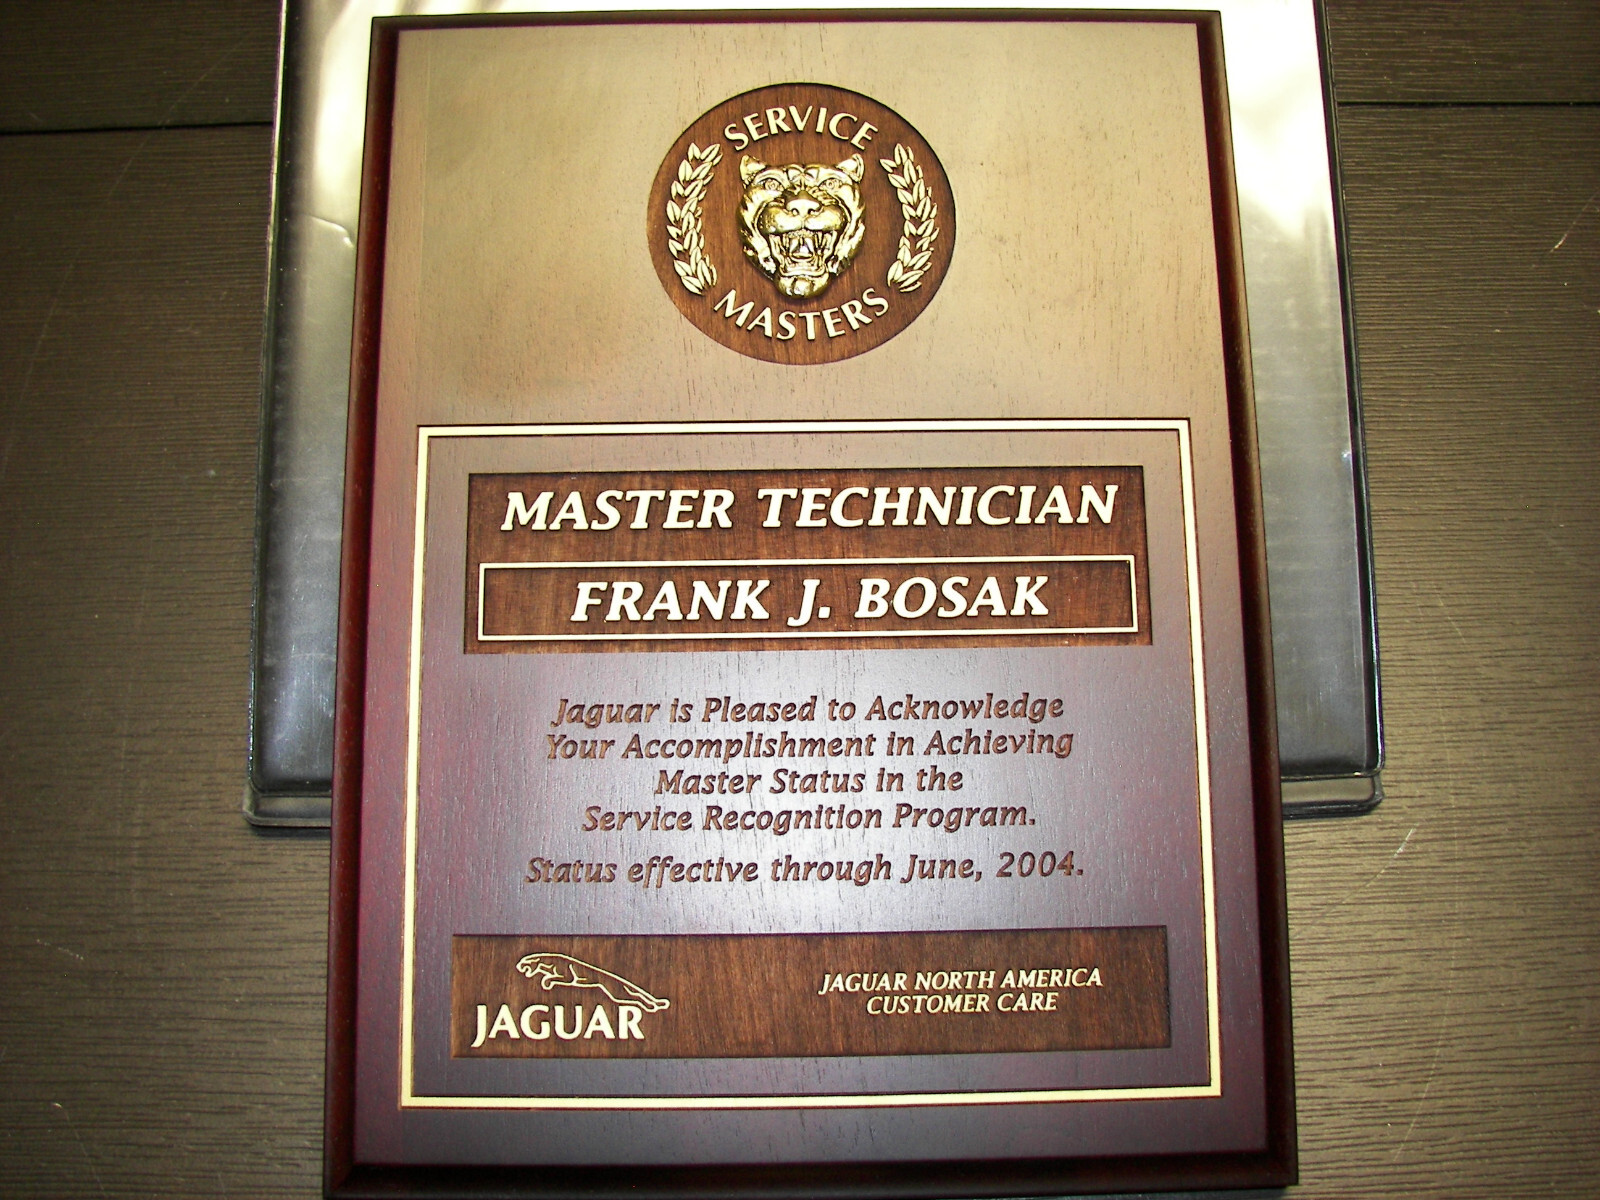 SERVICE
MASTERS
MASTER TECHNICIAN
FRANK J. BOSAK
Jaguar is Pleased to Acknowledge
Your Accomplishment in Achieving
Master Status in the
Service Recognition Program.
Status effective through June, 2004.
JAGUAR
JAGUAR NORTH AMERICA
CUSTOMER CARE